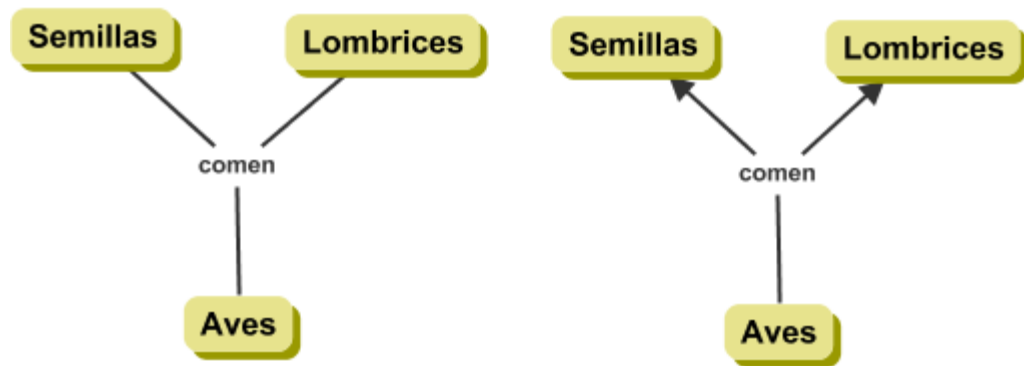 Semillas
Lombrices
comen
Aves
Semillas
Lombrices
comen
Aves